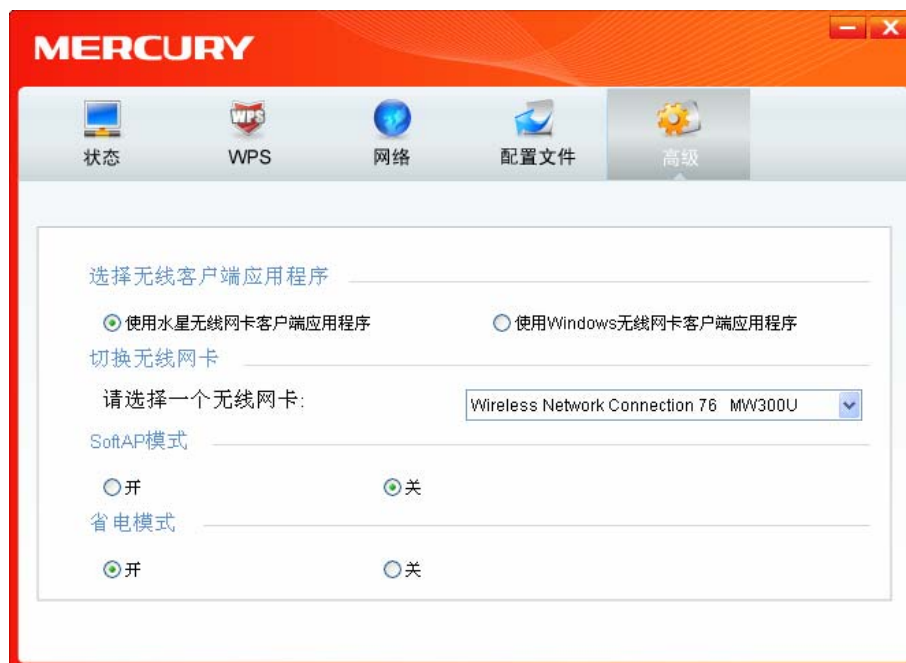 MERCURY
状态
WPS
WPS
网络
配置文件
高级
选择无线客户端应用程序
使用水星无线网卡客户端应用程序
使用Windows无线网卡客户端应用程序
切换无线网卡
请选择一个无线网卡:
Wireless Network Connection 76 MW300U
SoftAP模式
开
关
省电模式
开
关